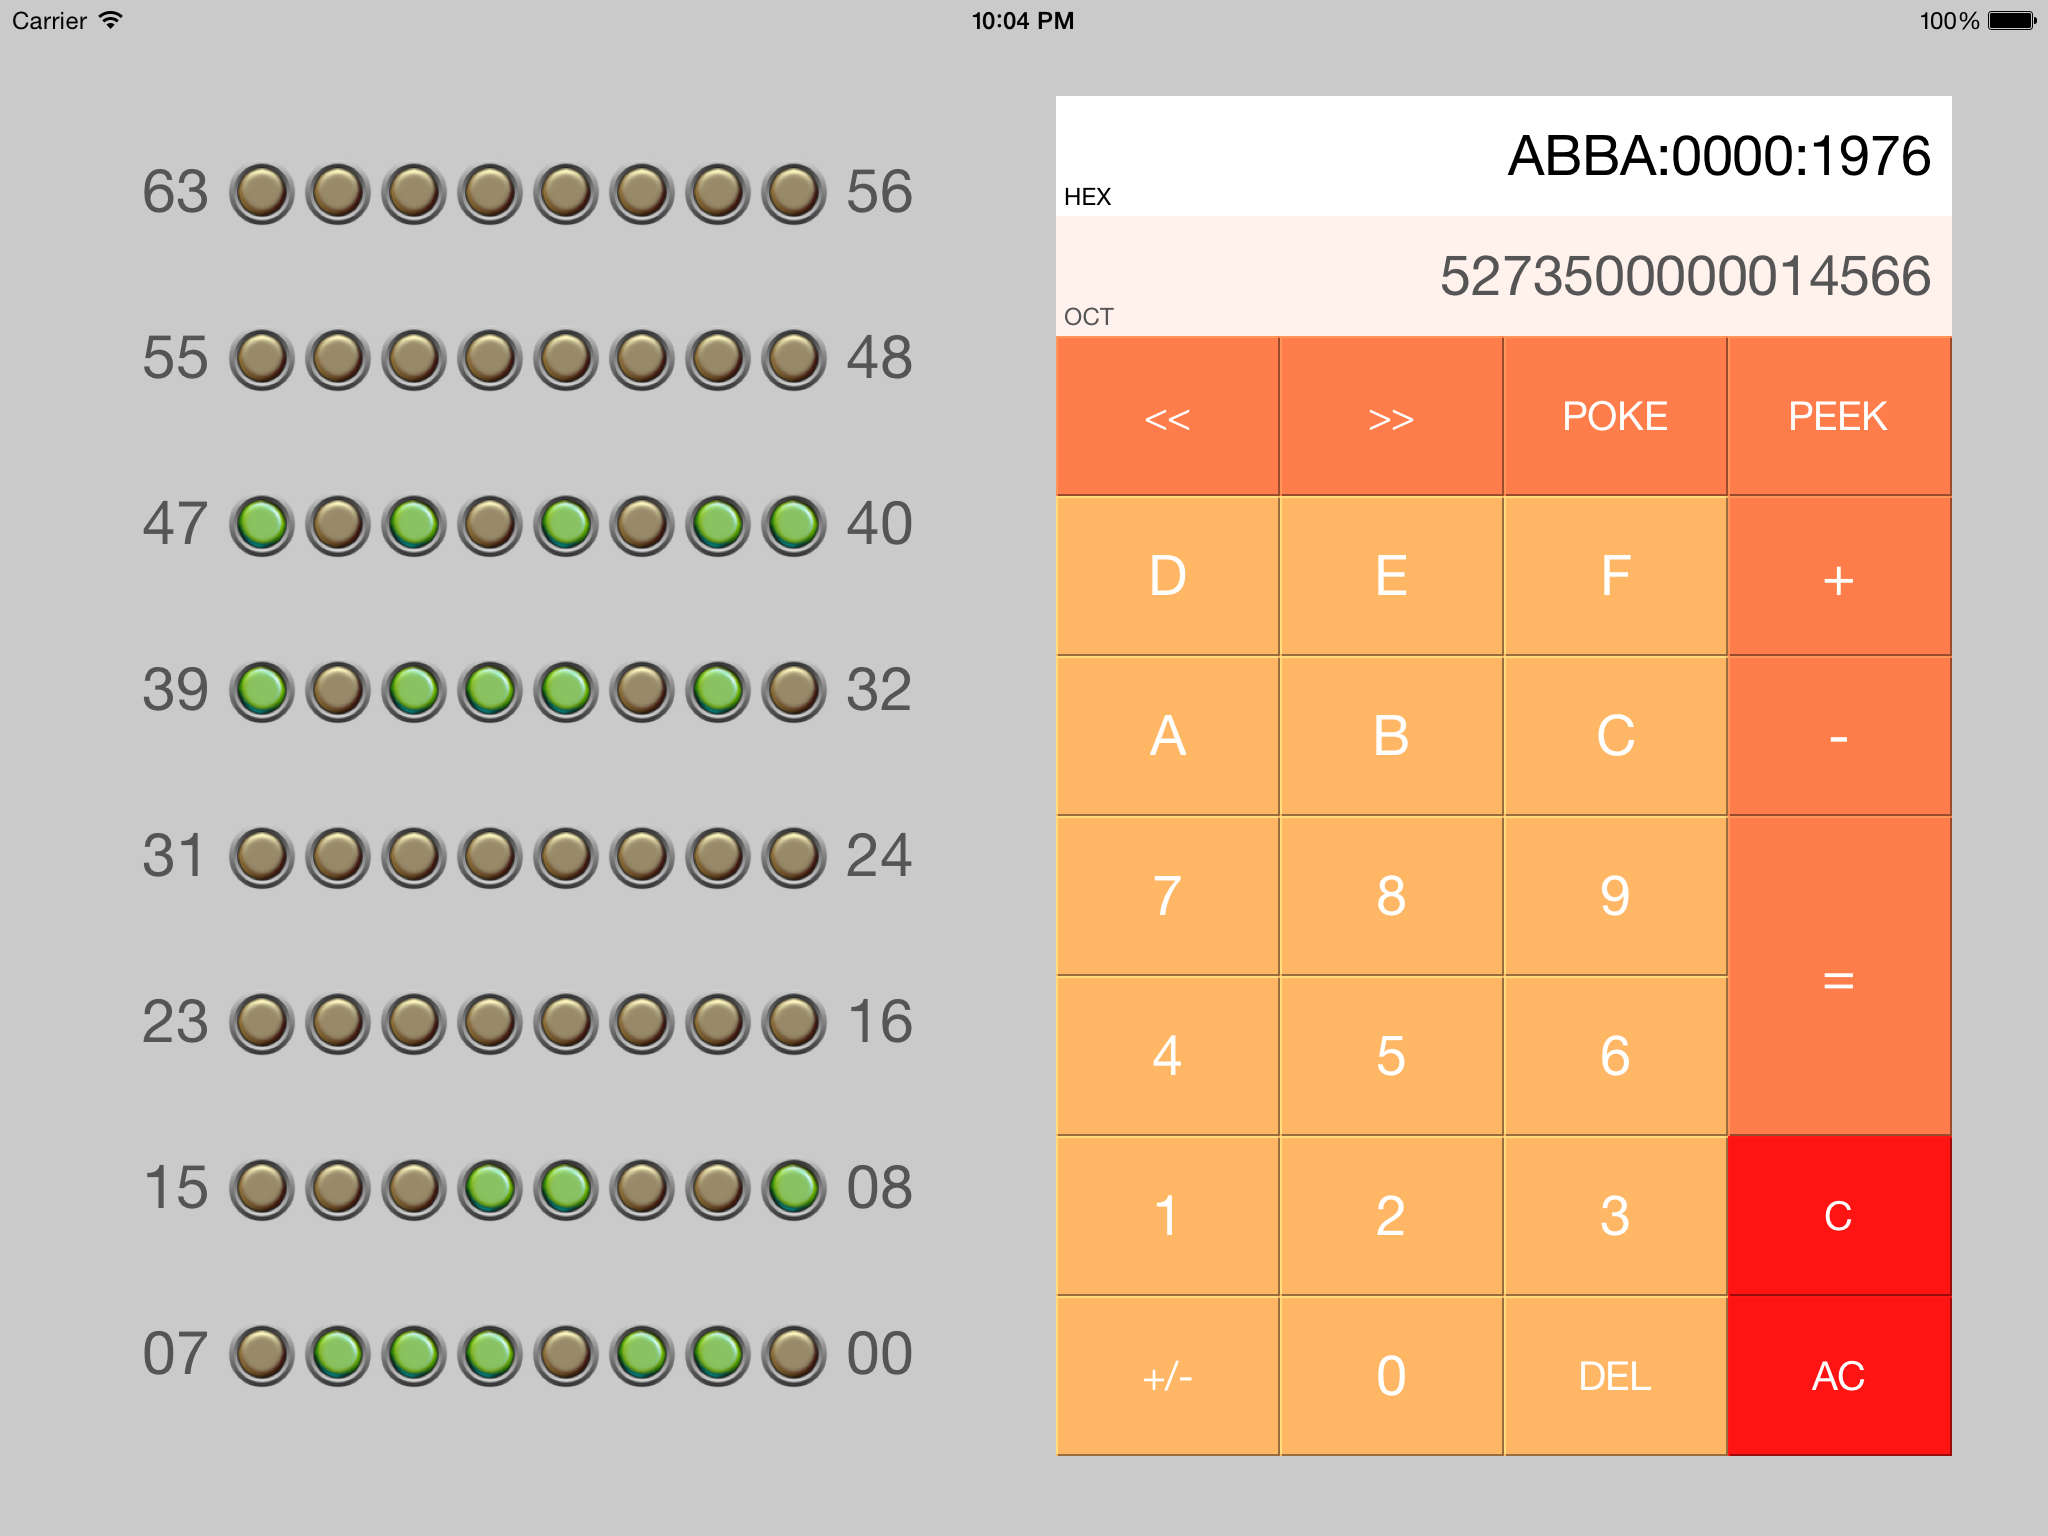 Carrier 10:04 PM 100%
63 56
55 48
47 40
39 32
31 24
23 16
15 08
07 00
ABBA:0000:1976
HEX
5273500000014566
OCT
<< >> POKE PEEK
D E F +
A B C -
7 8 9
=
4 5 6
1 2 3 C
+/- 0 DEL AC